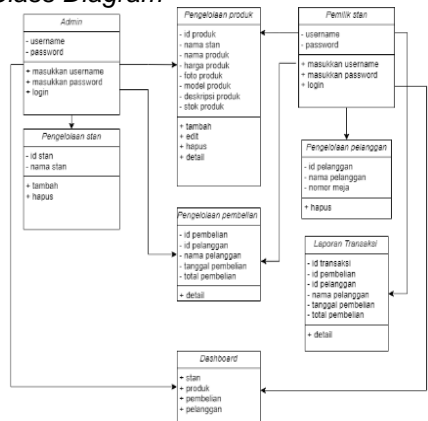 Class Diagram
Admin
- username
- password
+ masukkan username
+ masukkan password
+ login
Pengelolaan produk
- id produk
- nama stan
- nama produk
- harga produk
- foto produk
- model produk
- deskripsi produk
- stok produk
+ tambah
+ edit
+ hapus
+ detail
Pemilik stan
- username
- password
+ masukkan username
+ masukkan password
+ login
Pengelolaan stan
- id stan
- nama stan
+ tambah
+ hapus
Pengelolaan pelanggan
- id pelanggan
- nama pelanggan
- nomor meja
+ hapus
Pengelolaan pembelian
- id pembelian
- id pelanggan
- nama pelanggan
- tanggal pembelian
- total pembelian
+ detail
Laporan Transaksi
- id transaksi
- id pembelian
- id pelanggan
- nama pelanggan
- tanggal pembelian
- total pembelian
+ detail
Dashboard
+ stan
+ produk
+ pembelian
+ pelanggan